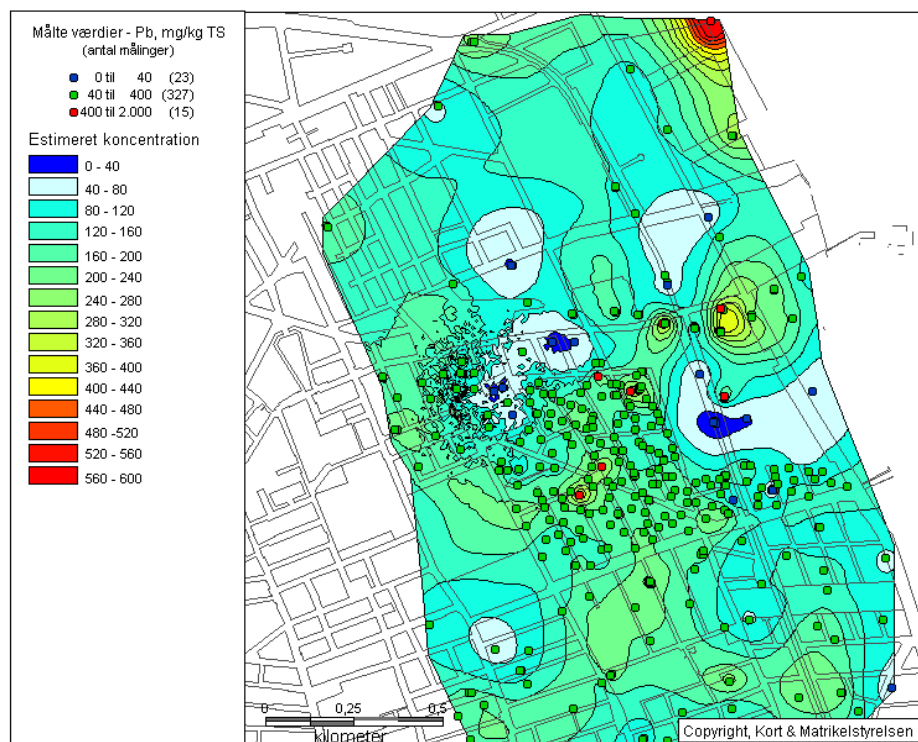 Målte værdier - Pb, mg/kg TS
(antal målinger)
0 til 40 (23)
40 til 400 (327)
400 til 2.000 (15)
Estimeret koncentration
0 - 40
40 - 80
80 - 120
120 - 160
160 - 200
200 - 240
240 - 280
280 - 320
320 - 360
360 - 400
400 - 440
440 - 480
480 -520
520 - 560
560 - 600
0 0,25 0,5
kilometer
Copyright, Kort & Matrikelstyrelsen